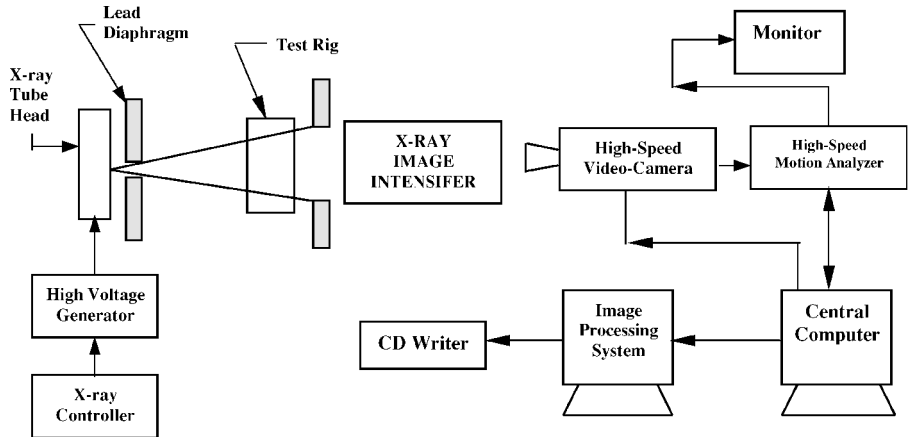 Lead
Diaphragm
Test Rig
X-ray
Tube
Head
Monitor
X-RAY
IMAGE
INTENSIFER
High-Speed
Video-Camera
High-Speed
Motion Analyzer
High Voltage
Generator
X-ray
Controller
CD Writer
Image
Processing
System
Central
Computer